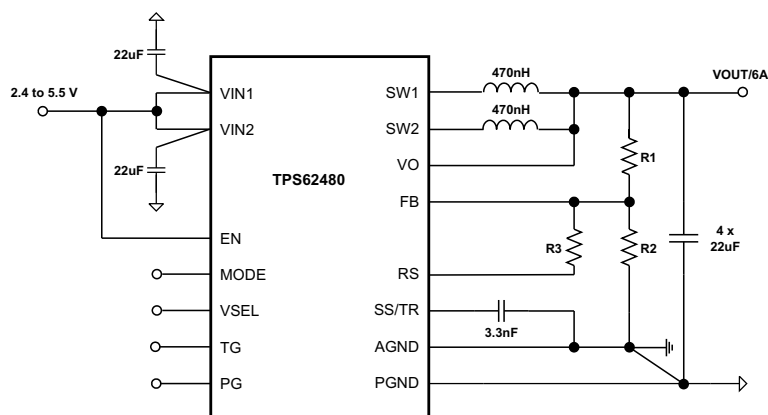 22uF
2.4 to 5.5 V
22uF
VIN1
VIN2
EN
MODE
VSEL
TG
PG
TPS62480
SW1
SW2
VO
FB
RS
SS/TR
AGND
PGND
470nH
470nH
VOUT/6A
R1
R3
R2
4 x
22uF
3.3nF